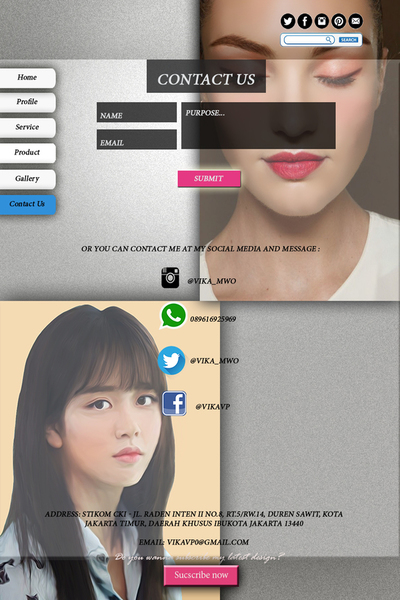 SEARCH
CONTACT US
Home
Profile
Service
Product
Gallery
Contact Us
NAME
PURPOSE...
EMAIL
SUBMIT
OR YOU CAN CONTACT ME AT MY SOCIAL MEDIA AND MESSAGE :
@VIKA_MWO
089616925969
@VIKA_MWO
@VIKAVP
ADDRESS: STIKOM CKI - JL. RADEN INTEN II NO.8, RT.5/RW.14, DUREN SAWIT, KOTA
JAKARTA TIMUR, DAERAH KHUSUS IBUKOTA JAKARTA 13440
EMAIL: VIKAVP0@GMAIL.COM
Do you wanna subscribe my latest design?
Sucscribe now